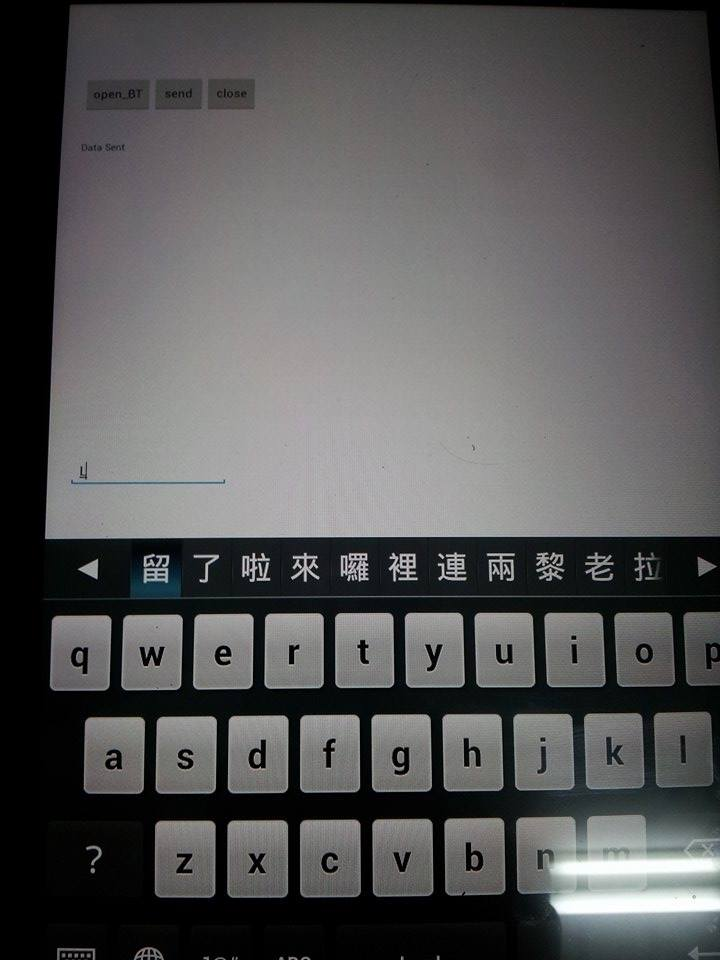 open_BT send close
Data Sent
l
留 了 啦 來 囉 裡 連 兩 黎 老 拉
q w e r t y u i o p
a s d f g h j k l
? z x c v b n m